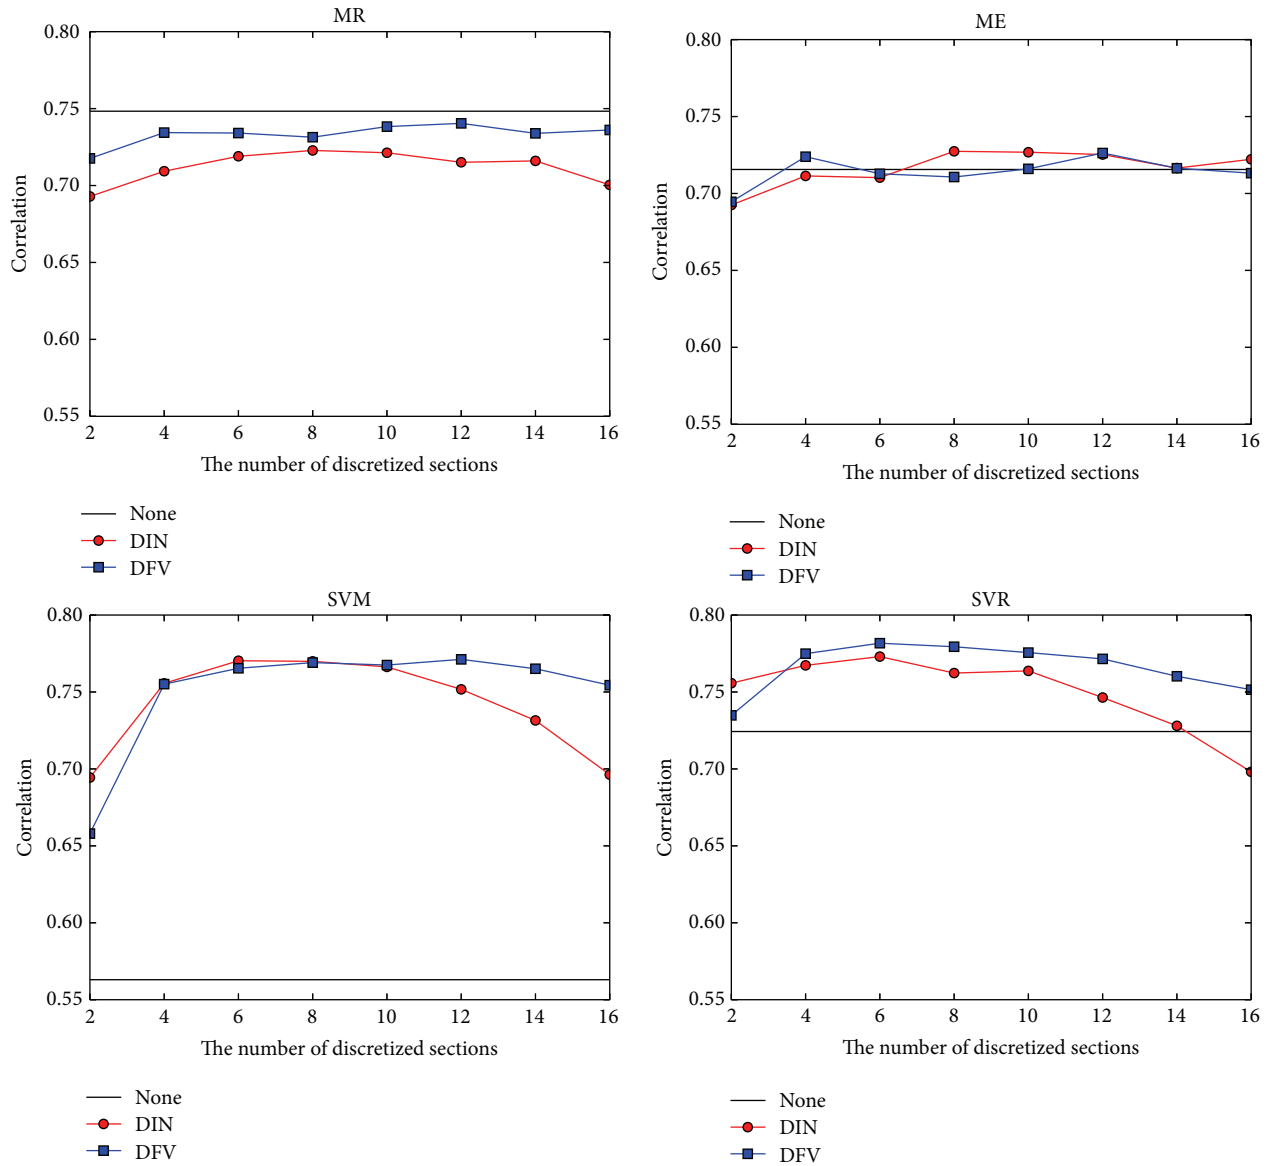 MR
0.80
0.75
0.70
0.65
0.60
0.55
Correlation
2 4 6 8 10 12 14 16
The number of discretized sections
None
DIN
DFV
ME
0.80
0.75
0.70
0.65
0.60
0.55
Correlation
2 4 6 8 10 12 14 16
The number of discretized sections
None
DIN
DFV
SVM
0.80
0.75
0.70
0.65
0.60
0.55
Correlation
2 4 6 8 10 12 14 16
The number of discretized sections
None
DIN
DFV
SVR
0.80
0.75
0.70
0.65
0.60
0.55
Correlation
2 4 6 8 10 12 14 16
The number of discretized sections
None
DIN
DFV